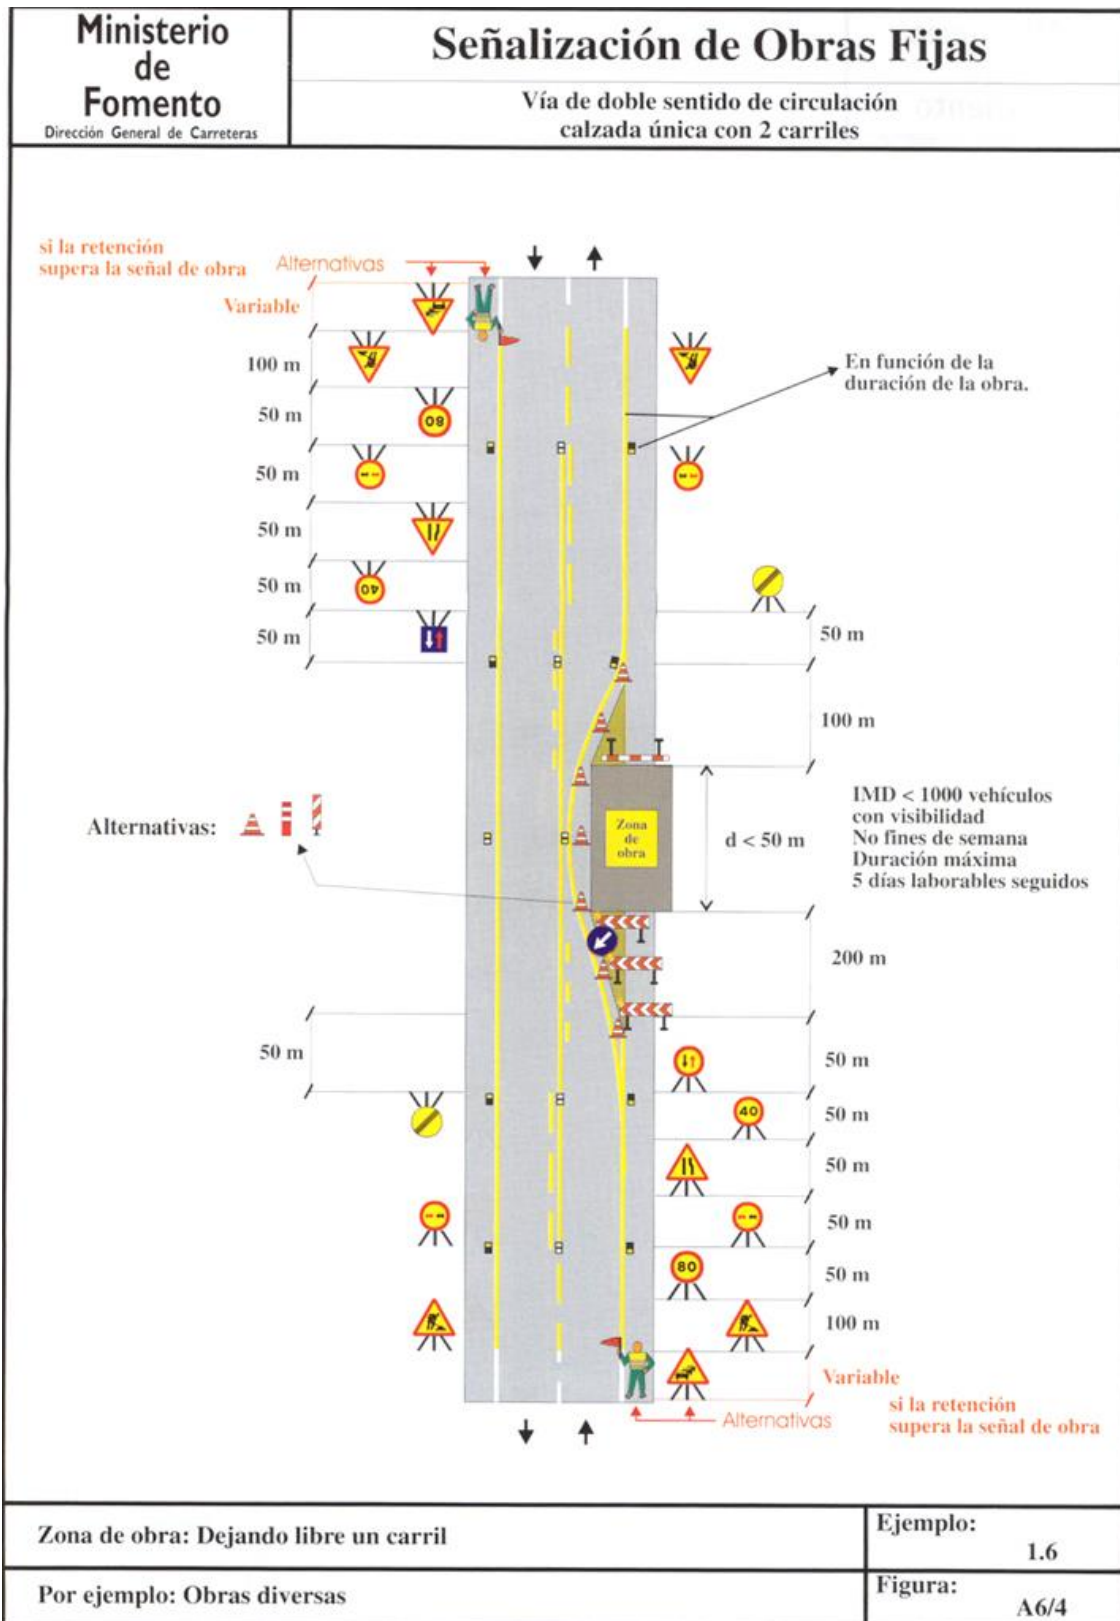 Ministerio
de
Fomento
Dirección General de Carreteras
Señalización de Obras Fijas
Vía de doble sentido de circulación
calzada única con 2 carriles
si la retención
supera la señal de obra
Alternativas
Variable
100 m
En función de la
duración de la obra.
50 m
80
50 m
50 m
50 m
40
50 m
50 m
100 m
IMD < 1000 vehículos
con visibilidad
No fines de semana
Duración máxima
5 días laborables seguidos
Alternativas:
Zona
de
obra
d < 50 m
200 m
50 m
50 m
40
50 m
50 m
50 m
80
50 m
100 m
Variable
Alternativas
si la retención
supera la señal de obra
Zona de obra: Dejando libre un carril
Ejemplo:
1.6
Por ejemplo: Obras diversas
Figura:
A6/4